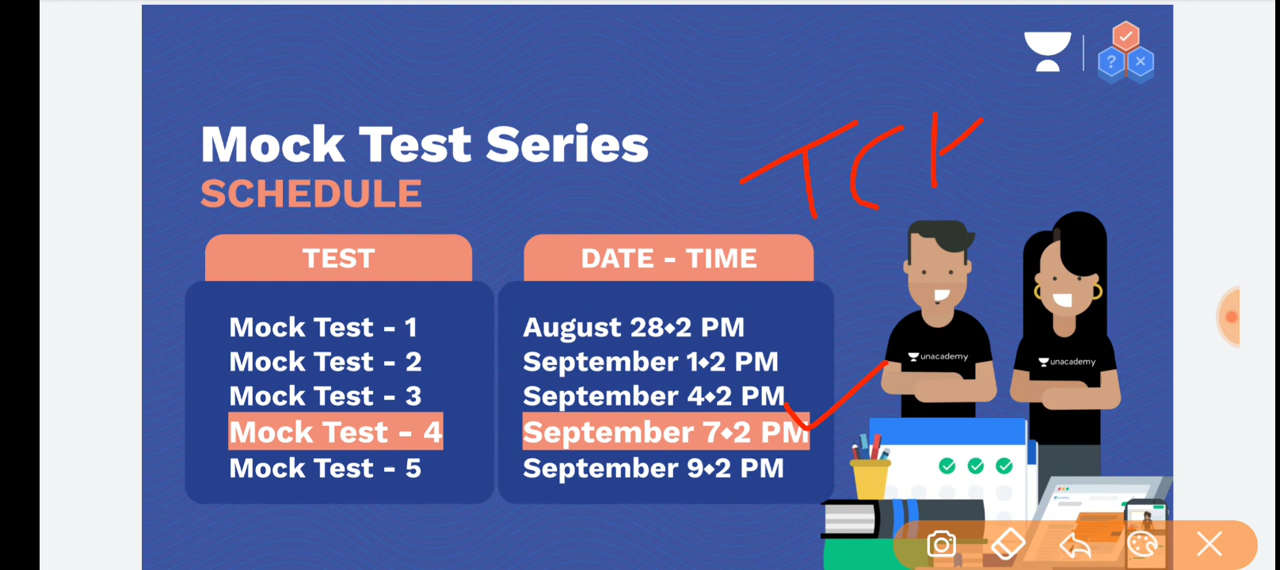 Mock Test Series
TCK
SCHEDULE
TEST
DATE - TIME
Mock Test - 1
August 28⬥2 PM
Mock Test - 2
September 1⬥2 PM
Mock Test - 3
September 4⬥2 PM
Mock Test - 4
September 7⬥2 PM
Mock Test - 5
September 9⬥2 PM
unacademy
unacademy